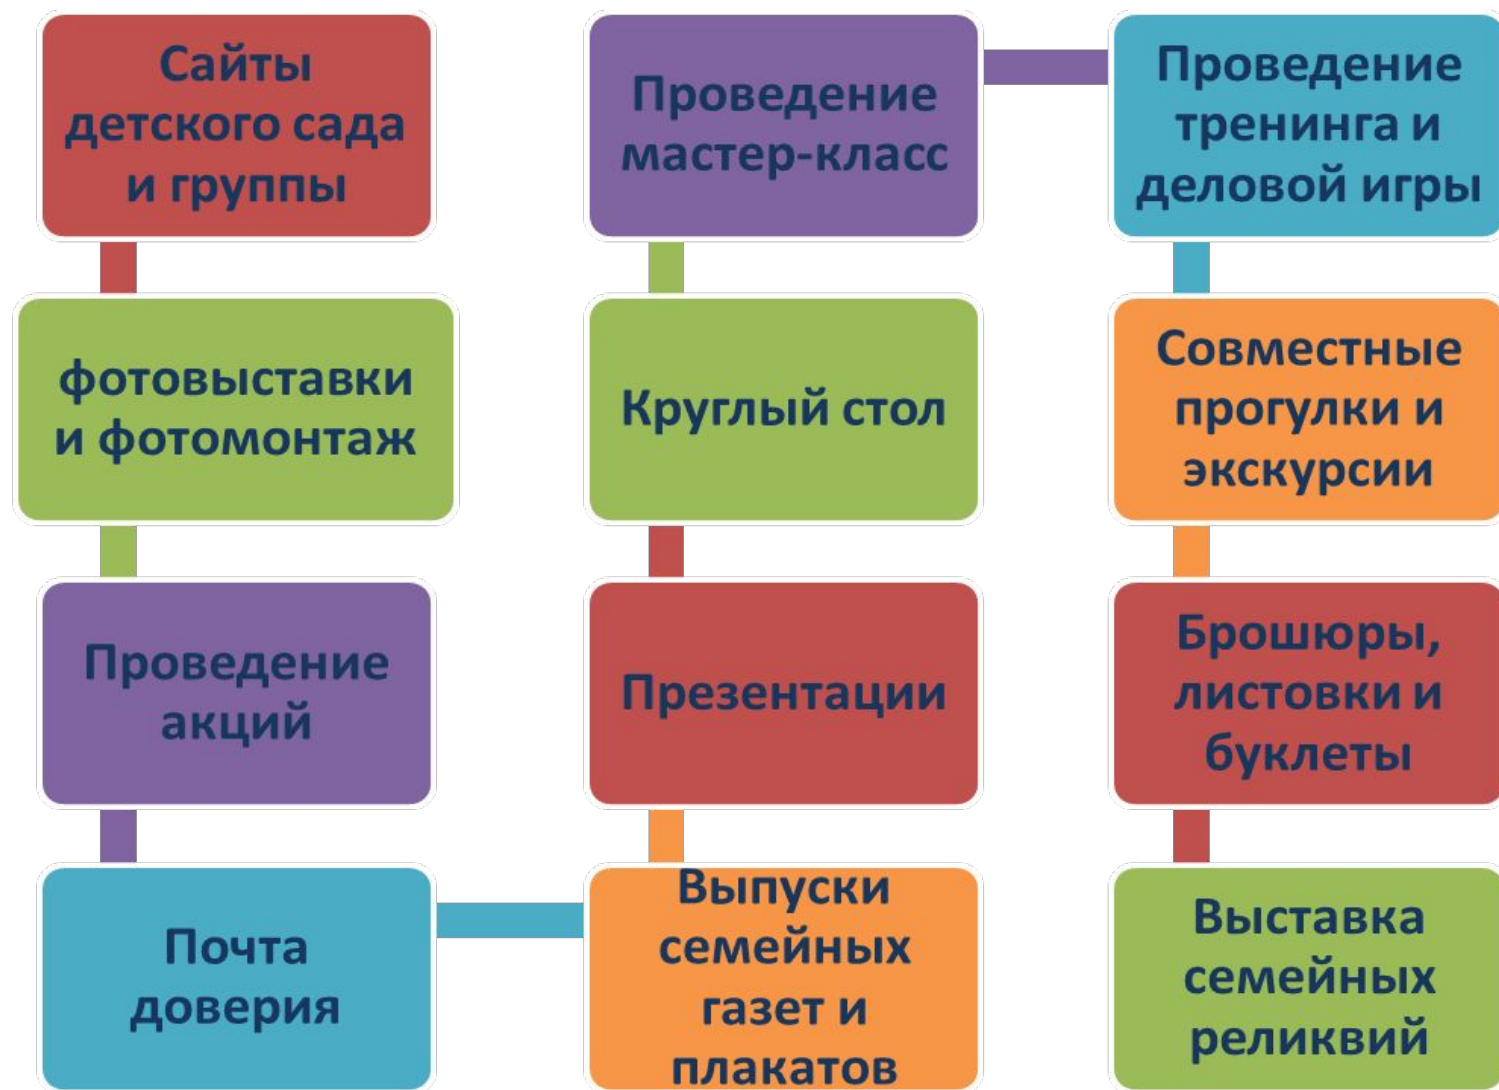 Сайты
детского сада
и группы
фотовыставки
и фотомонтаж
Проведение
акций
Почта
доверия
Выпуски
семейных
газет и
плакатов
Презентации
Круглый стол
Проведение
мастер-класс
Проведение
тренинга и
деловой игры
Совместные
прогулки и
экскурсии
Брошюры,
листовки и
буклеты
Выставка
семейных
реликвий